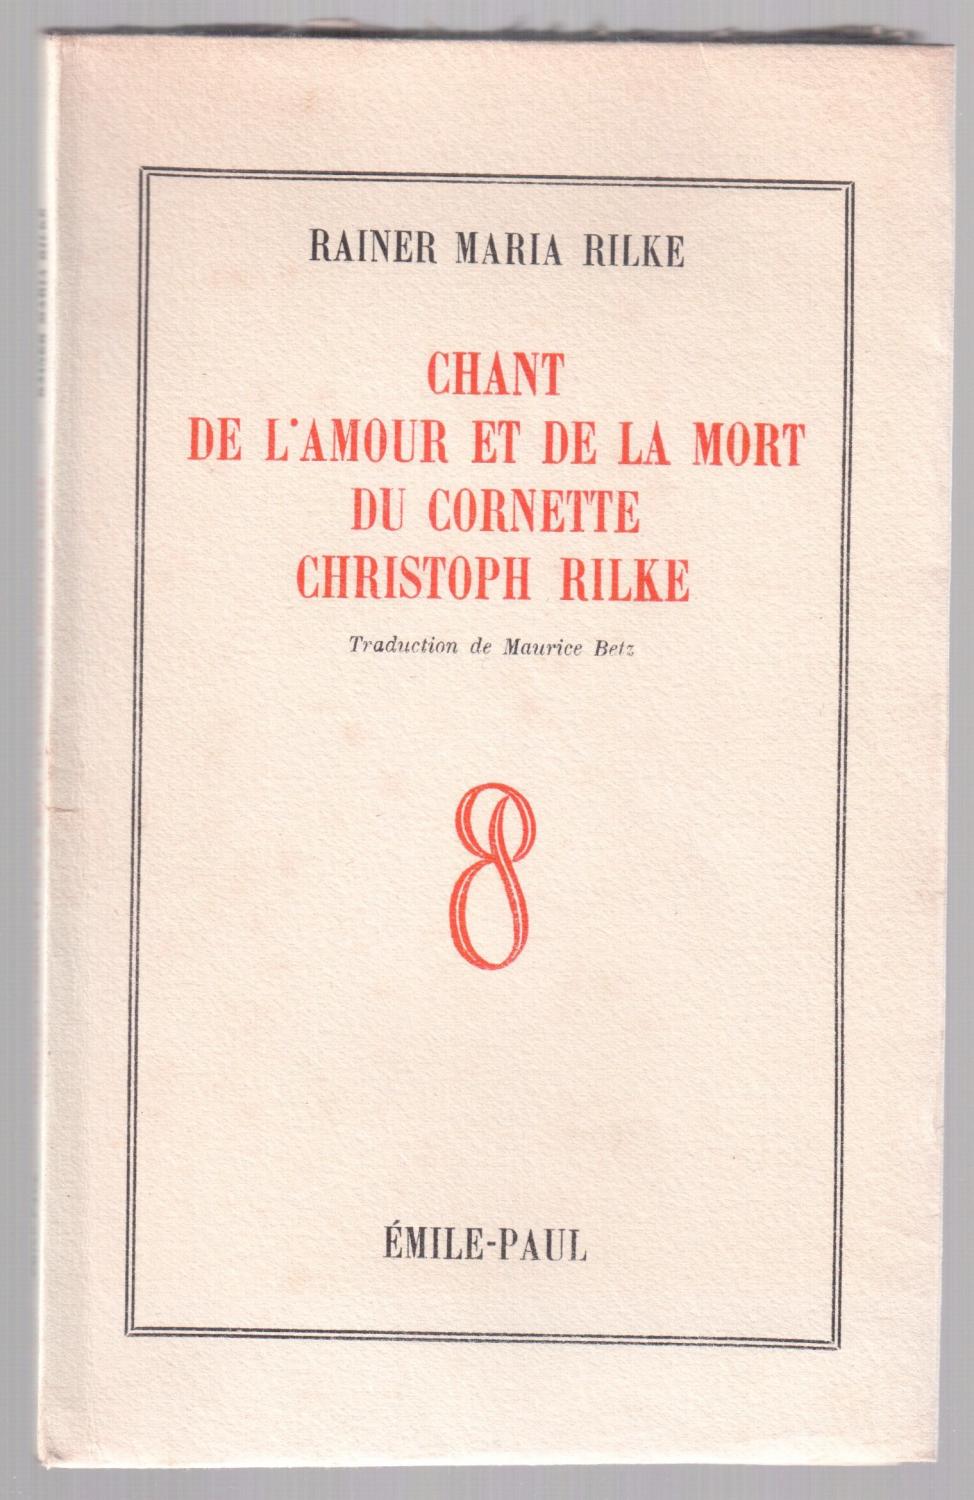 RAINER MARIA RILKE
CHANT
DE L'AMOUR ET DE LA MORT
DU CORNETTE
CHRISTOPH RILKE
Traduction de Maurice Betz
8
ÉMILE-PAUL